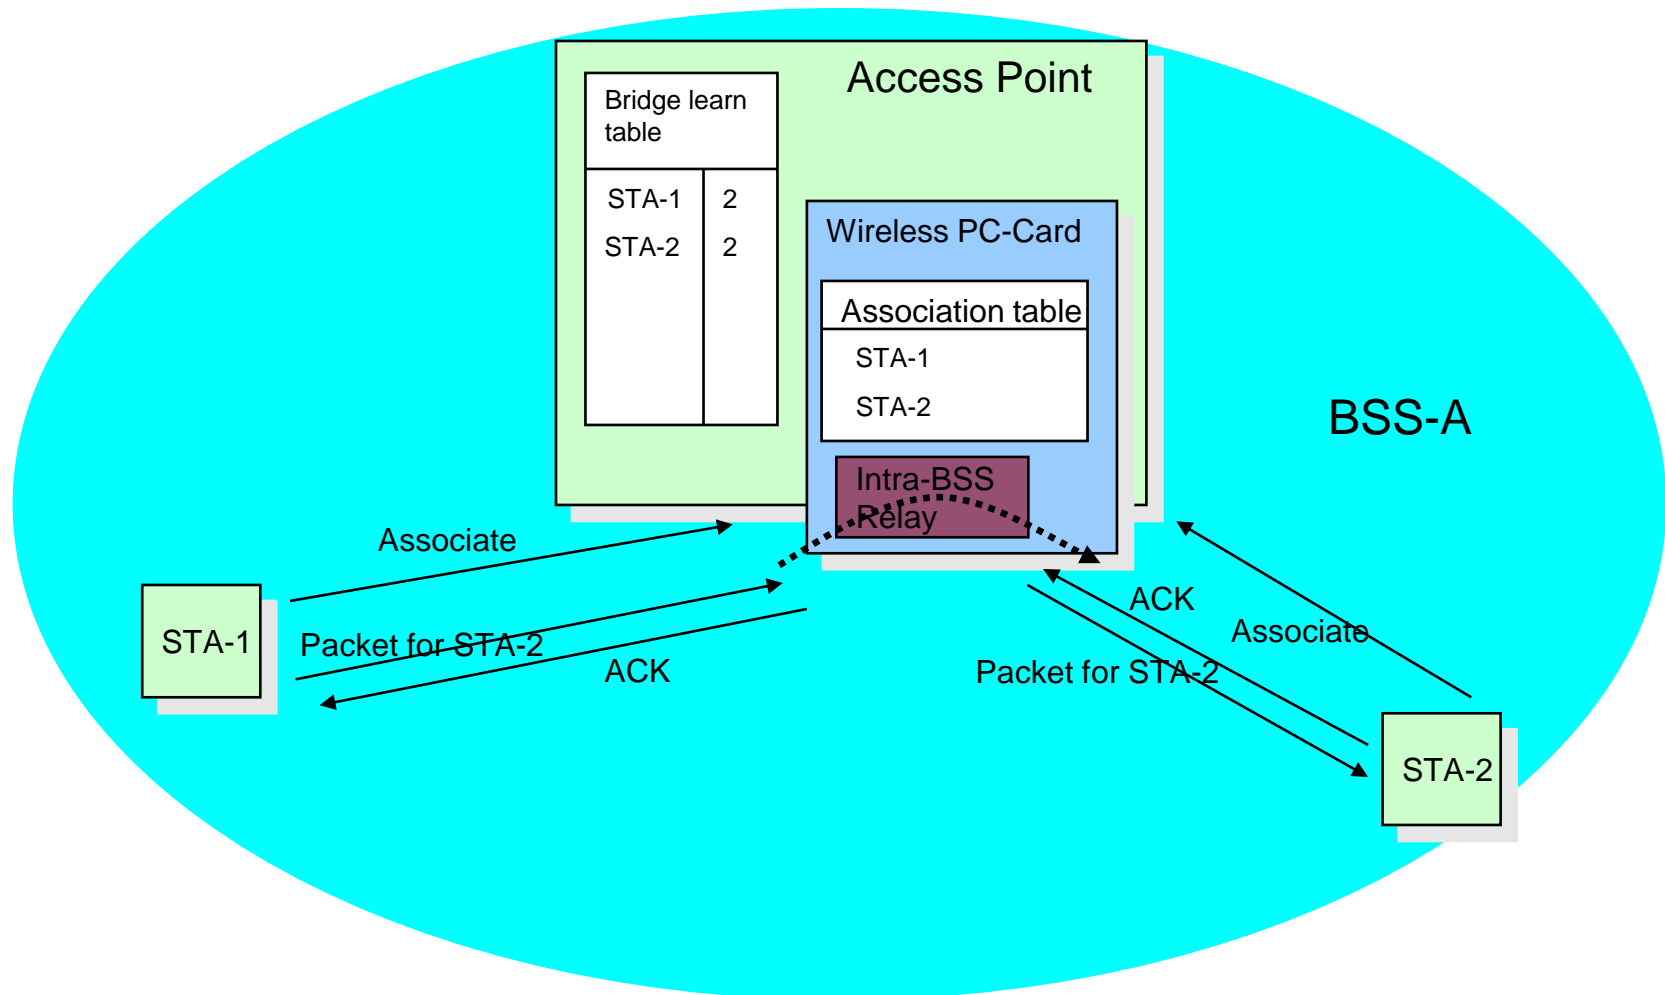 Access Point
Bridge learn
table
STA-1 2
STA-2 2
Wireless PC-Card
Association table
STA-1
STA-2
BSS-A
Intra-BSS
Relay
Associate
ACK
Associate
STA-1
Packet for STA-2
ACK
Packet for STA-2
STA-2